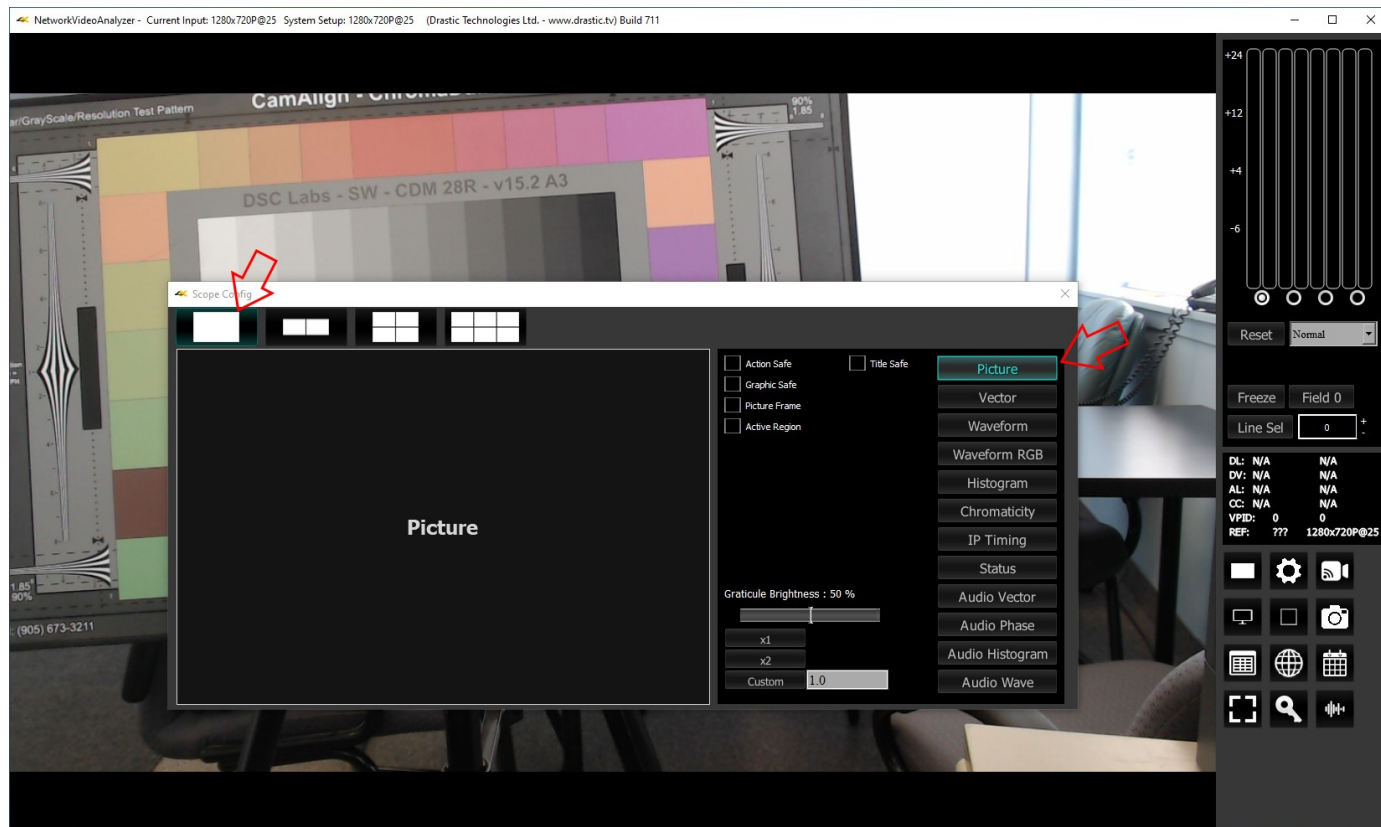 NetworkVideoAnalyzer - Current Input: 1280x720P@25 System Setup: 1280x720P@25 (Drastic Technologies Ltd. - www.drastic.tv) Build 711
ar/GrayScale/Resolution Test Pattern
CamAlign -
90%
1.85
DSC Labs - SW - CDM 28R - v15.2 A3
1.85
90%
: (905) 673-3211
Scope Config
Picture
Action Safe
Title Safe
Graphic Safe
Picture Frame
Active Region
Graticule Brightness : 50 %
x1
x2
Custom 1.0
Picture
Vector
Waveform
Waveform RGB
Histogram
Chromaticity
IP Timing
Status
Audio Vector
Audio Phase
Audio Histogram
Audio Wave
+24
+12
+4
-6
Reset Normal
Freeze Field 0
Line Sel 0 + -
DL: N/A N/A
DV: N/A N/A
AL: N/A N/A
CC: N/A N/A
VPID: 0 0
REF: ??? 1280x720P@25